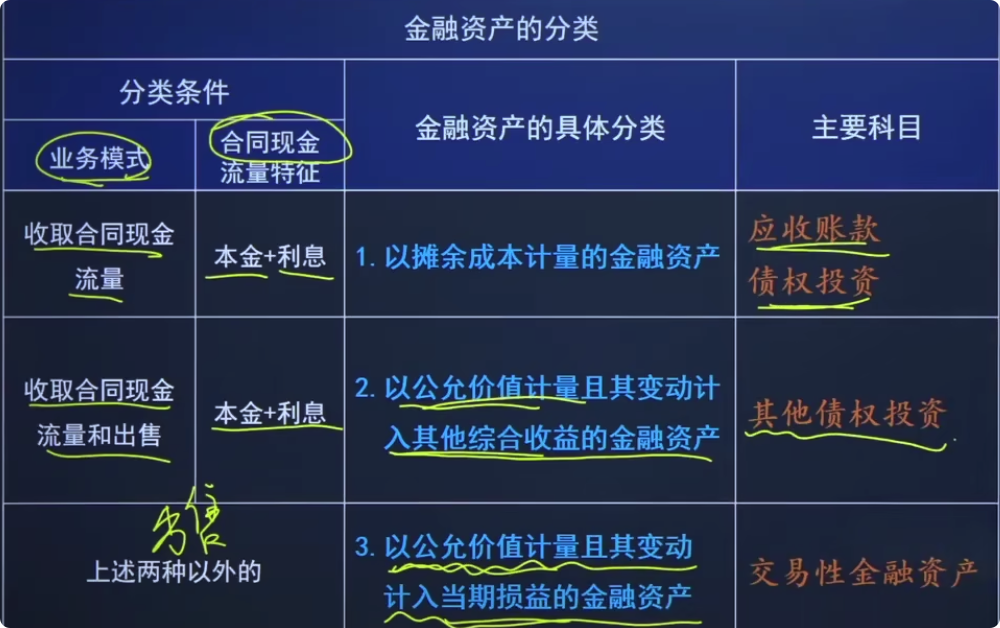 金融资产的分类
分类条件
金融资产的具体分类
主要科目
业务模式
合同现金
流量特征
收取合同现金
流量
本金+利息
1.以摊余成本计量的金融资产
应收账款
债权投资
收取合同现金
流量和出售
本金+利息
2.以公允价值计量且其变动计
入其他综合收益的金融资产
其他债权投资
出售
上述两种以外的
3.以公允价值计量且其变动
计入当期损益的金融资产
交易性金融资产